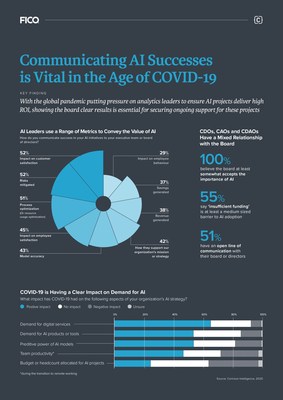 FICO
C
Communicating AI Successes
is Vital in the Age of COVID-19
KEY FINDING
With the global pandemic putting pressure on analytics leaders to ensure AI projects deliver high
ROI, showing the board clear results is essential for securing ongoing support for these projects
AI Leaders use a Range of Metrics to Convey the Value of AI
How do you communicate success in your AI initiatives to your executive team or board
of directors?
52%
Impact on customer
satisfaction
52%
Risks
mitigated
51%
Process
optimization
45%
Impact on employee
satisfaction
43%
Model accuracy
29%
Impact on employee
behaviour
37%
Savings
generated
38%
Revenue
generated
42%
How they support our
organization's mission
or strategy
CDOs, CAOs and CDAOs
Have a Mixed Relationship
with the Board
100%
believe the board at least
somewhat accepts the
importance of AI
55%
say 'insufficient funding'
is at least a medium sized
barrier to AI adoption
51%
have an open line of
communication with
their board or directors
COVID-19 is Having a Clear Impact on Demand for AI
What impact has COVID-19 had on the following aspects of your organization's AI strategy?
Positive impact
No impact
Negative impact
Unsure
Demand for digital services
Demand for AI products or tools
Predictive power of AI models
Team productivity*
Budget or headcount allocated for AI projects
*during the transition to remote working
Source: Corinium Intelligence, 2020